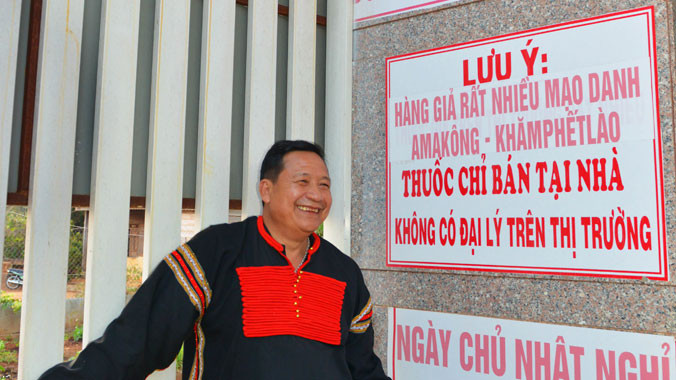 LƯU Ý:
HÀNG GIẢ RẤT NHIỀU MẠO DANH
AMAKÔNG - KHĂMPHẾTLÀO
THUỐC CHỈ BÁN TẠI NHÀ
KHÔNG CÓ ĐẠI LÝ TRÊN THỊ TRƯỜNG
NGÀY CHỦ NHẬT NGHỈ